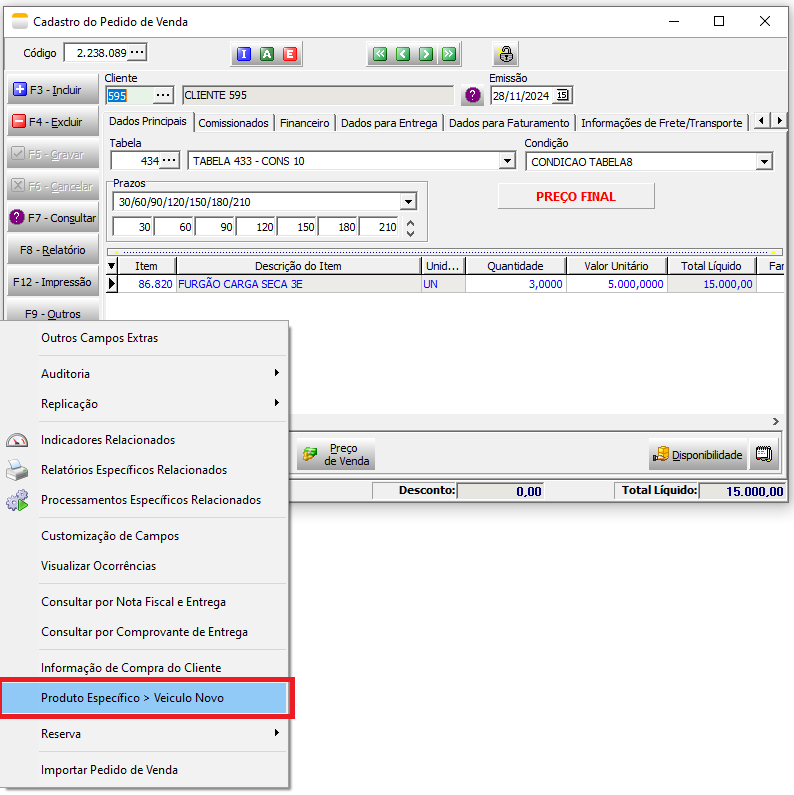 Cadastro do Pedido de Venda
Código 2.238.089 ... I A E
F3 - Incluir
F4 - Excluir
F5 - Gravar
F6 - Cancelar
F7 - Consultar
F8 - Relatório
F12 - Impressão
F9 - Outros
Cliente Emissão
595 ... CLIENTE 595 ? 28/11/2024 15
Dados Principais Comissionados Financeiro Dados para Entrega Dados para Faturamento Informações de Frete/Transporte
Tabela Condição
434 ... TABELA 433 - CONS 10 CONDICAO TABELA8
Prazos
30/60/90/120/150/180/210 PREÇO FINAL
30 60 90 120 150 180 210
Item Descrição do Item Unid... Quantidade Valor Unitário Total Líquido Far
86.820 FURGÃO CARGA SECA 3E UN 3,0000 5.000,0000 15.000,00
Preço
de Venda
Disponibilidade
Desconto: 0,00 Total Líquido: 15.000,00
Outros Campos Extras
Auditoria
Replicação
Indicadores Relacionados
Relatórios Específicos Relacionados
Processamentos Específicos Relacionados
Customização de Campos
Visualizar Ocorrências
Consultar por Nota Fiscal e Entrega
Consultar por Comprovante de Entrega
Informação de Compra do Cliente
Produto Específico > Veiculo Novo
Reserva
Importar Pedido de Venda